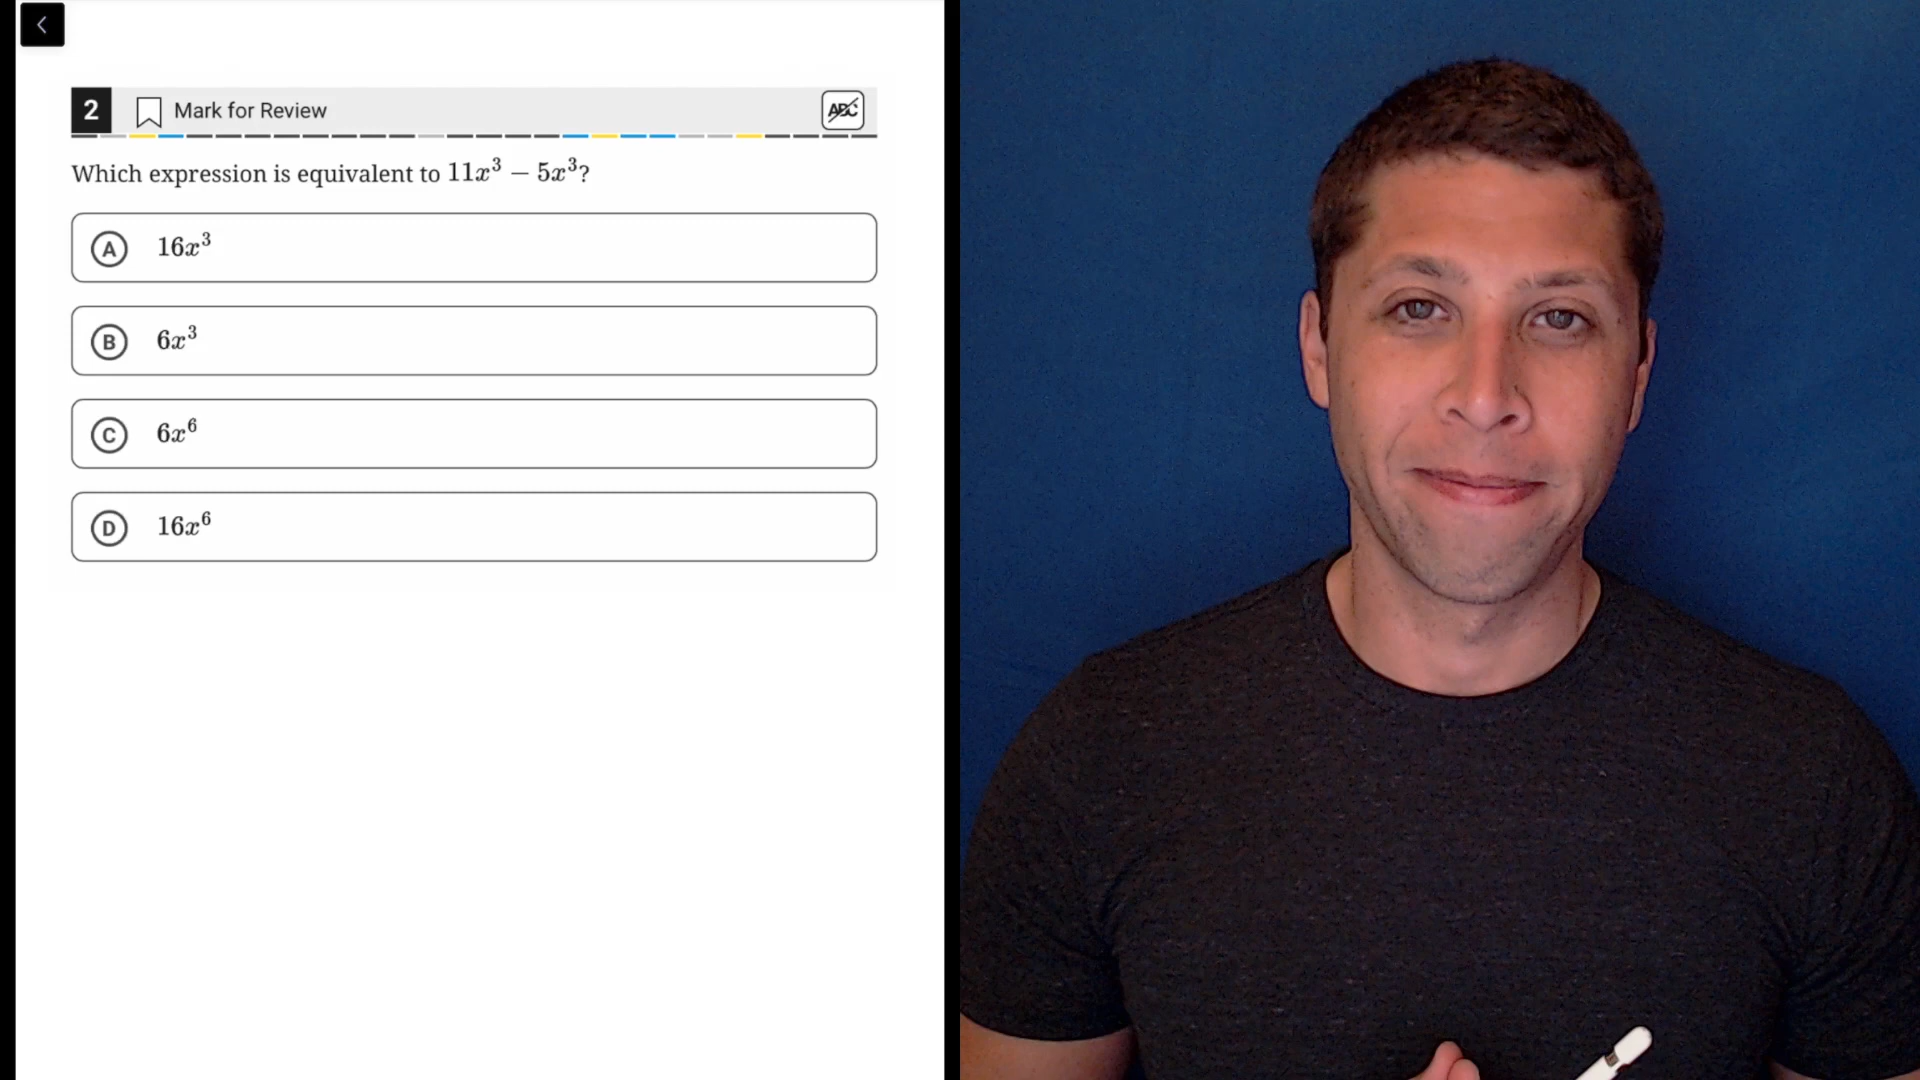 2 Mark for Review ABC
Which expression is equivalent to 11x³ − 5x³?
A 16x³
B 6x³
C 6x⁶
D 16x⁶